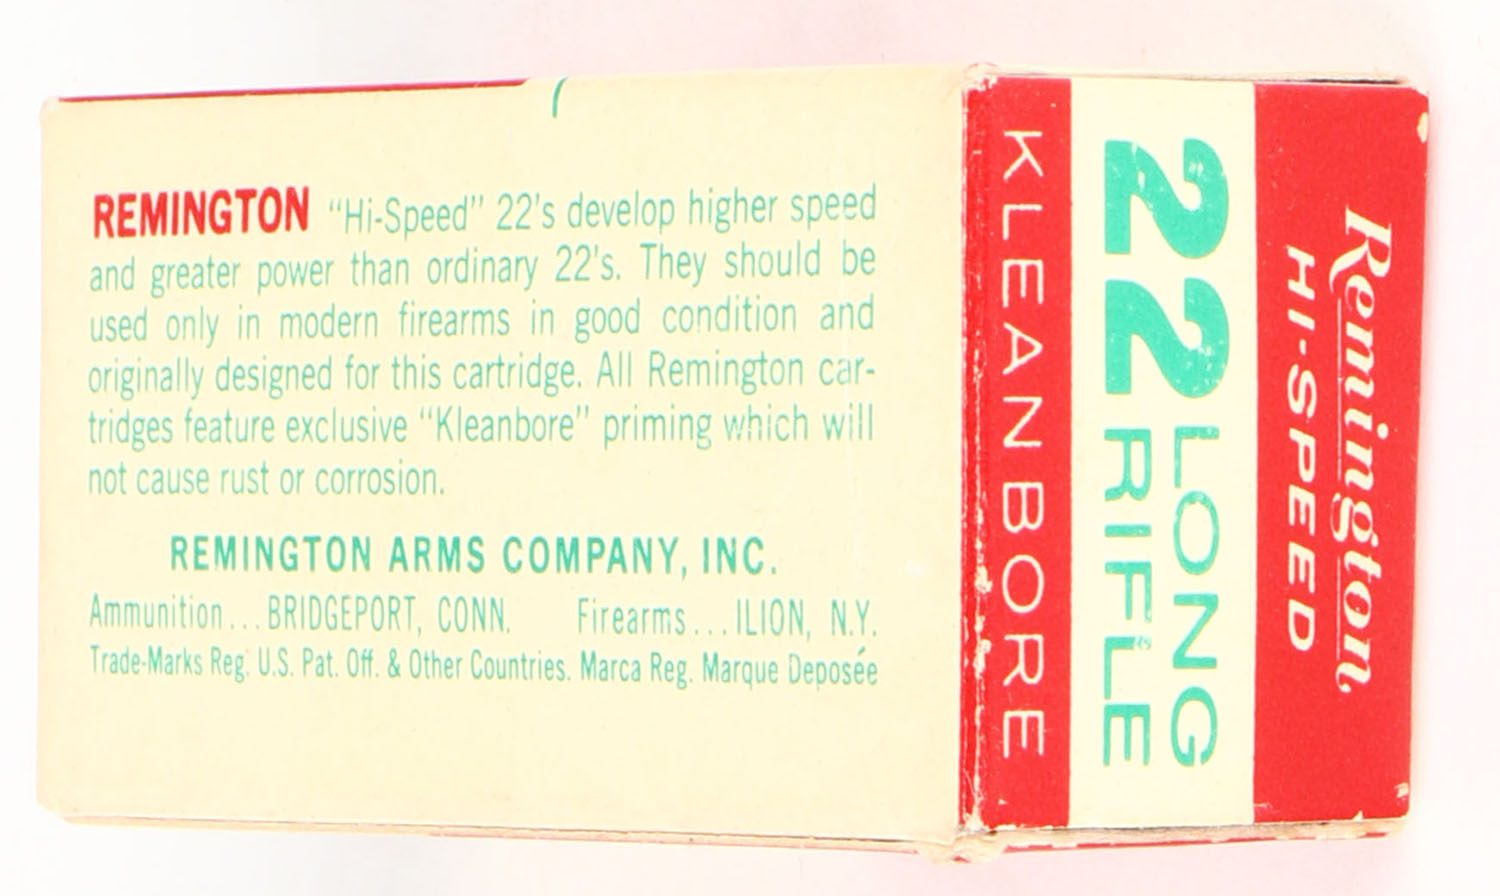 REMINGTON "Hi-Speed" 22's develop higher speed
and greater power than ordinary 22's. They should be
used only in modern firearms in good condition and
originally designed for this cartridge. All Remington car-
tridges feature exclusive "Kleanbore" priming which will
not cause rust or corrosion.
REMINGTON ARMS COMPANY, INC.
Ammunition... BRIDGEPORT, CONN. Firearms... ILION, N.Y.
Trade-Marks Reg. U.S. Pat. Off. & Other Countries. Marca Reg. Marque Deposée
Remington
HI-SPEED
22 LONG
RIFLE
KLEANBORE